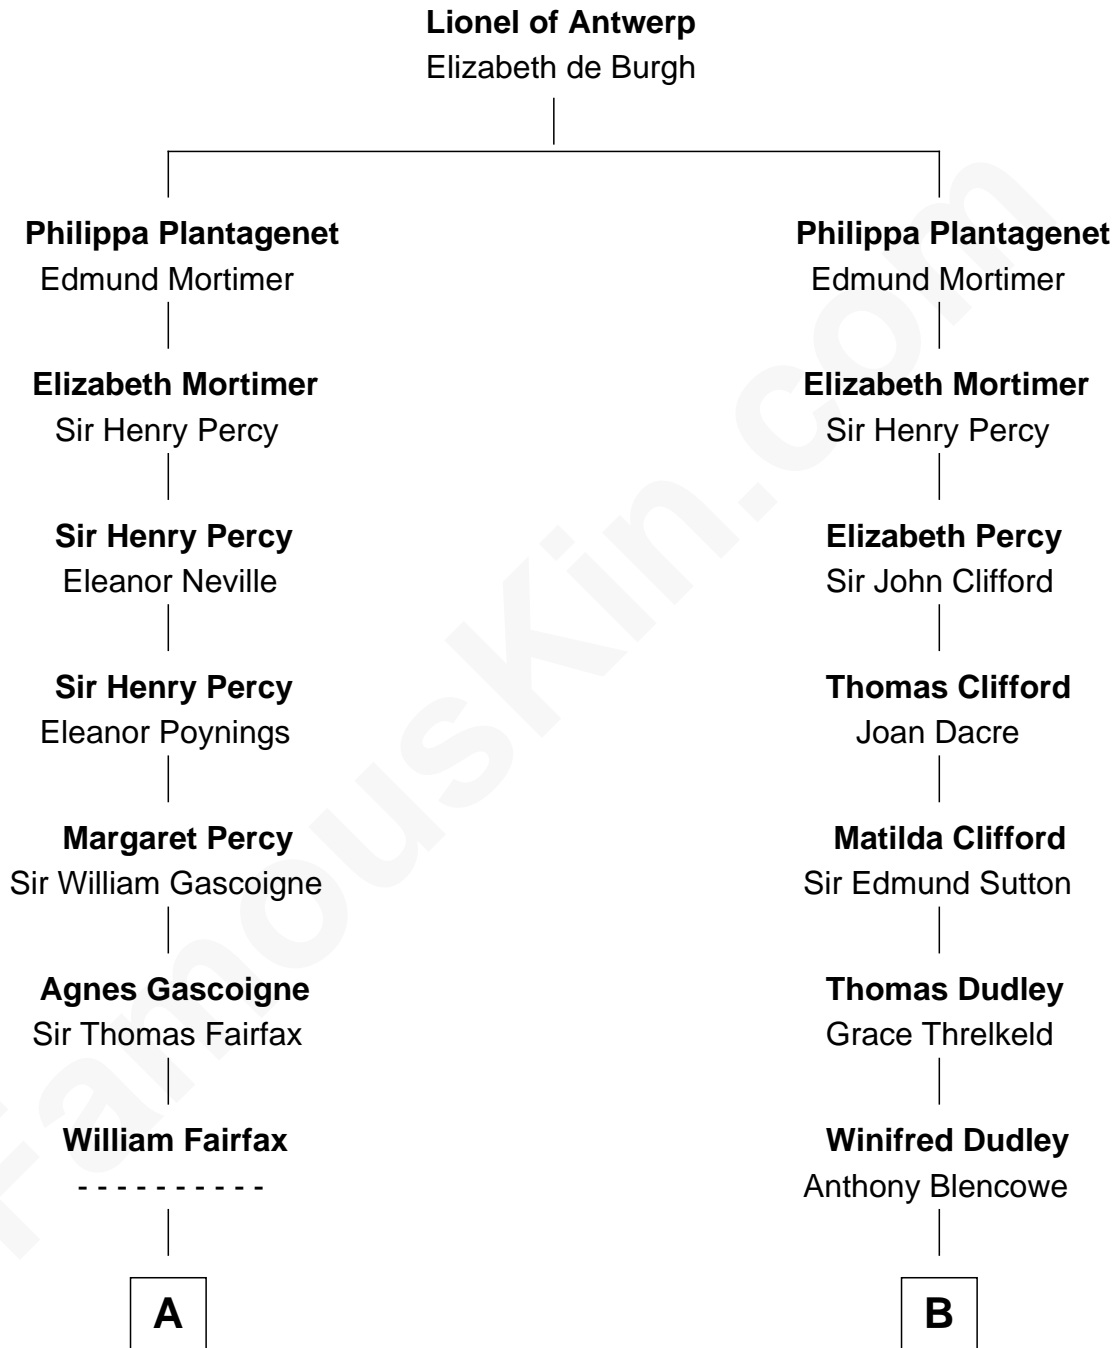 Lionel of Antwerp
Elizabeth de Burgh
Philippa Plantagenet
Edmund Mortimer
Elizabeth Mortimer
Sir Henry Percy
Sir Henry Percy
Eleanor Neville
Sir Henry Percy
Eleanor Poynings
Margaret Percy
Sir William Gascoigne
Agnes Gascoigne
Sir Thomas Fairfax
William Fairfax
- - - - - - - - - -
A
Philippa Plantagenet
Edmund Mortimer
Elizabeth Mortimer
Sir Henry Percy
Elizabeth Percy
Sir John Clifford
Thomas Clifford
Joan Dacre
Matilda Clifford
Sir Edmund Sutton
Thomas Dudley
Grace Threlkeld
Winifred Dudley
Anthony Blencowe
B
FamousKin.com